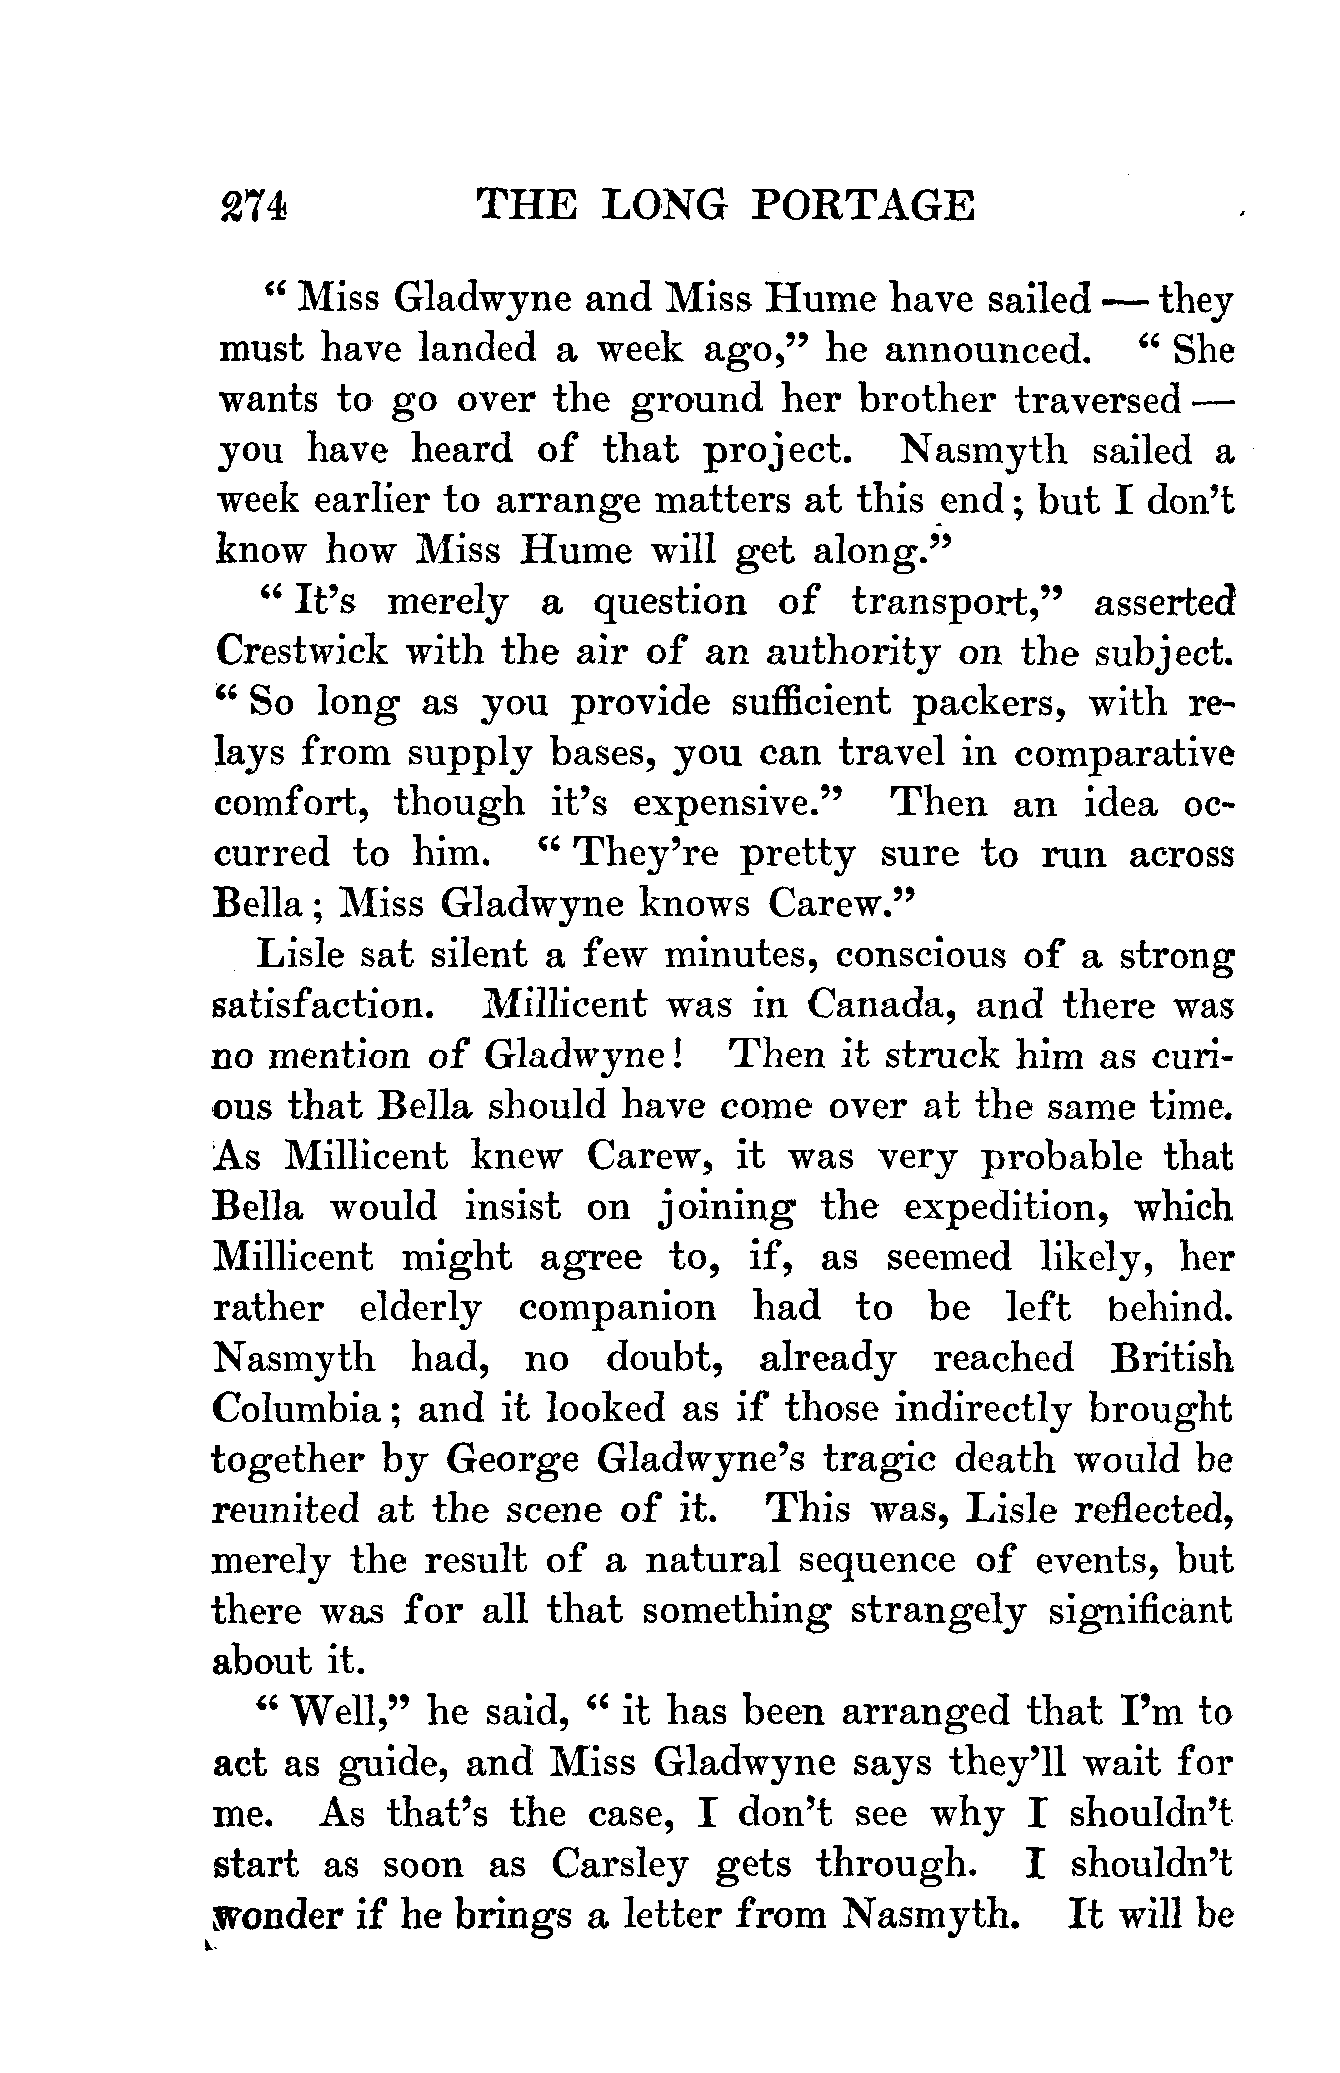 274 THE LONG PORTAGE
" Miss Gladwyne and Miss Hume have sailed — they
must have landed a week ago," he announced. " She
wants to go over the ground her brother traversed —
you have heard of that project. Nasmyth sailed a
week earlier to arrange matters at this end ; but I don't
know how Miss Hume will get along."
" It's merely a question of transport," asserted
Crestwick with the air of an authority on the subject.
" So long as you provide sufficient packers, with re-
lays from supply bases, you can travel in comparative
comfort, though it's expensive." Then an idea oc-
curred to him. " They're pretty sure to run across
Bella ; Miss Gladwyne knows Carew."
Lisle sat silent a few minutes, conscious of a strong
satisfaction. Millicent was in Canada, and there was
no mention of Gladwyne! Then it struck him as curi-
ous that Bella should have come over at the same time.
As Millicent knew Carew, it was very probable that
Bella would insist on joining the expedition, which
Millicent might agree to, if, as seemed likely, her
rather elderly companion had to be left behind.
Nasmyth had, no doubt, already reached British
Columbia ; and it looked as if those indirectly brought
together by George Gladwyne's tragic death would be
reunited at the scene of it. This was, Lisle reflected,
merely the result of a natural sequence of events, but
there was for all that something strangely significant
about it.
" Well," he said, " it has been arranged that I'm to
act as guide, and Miss Gladwyne says they'll wait for
me. As that's the case, I don't see why I shouldn't
start as soon as Carsley gets through. I shouldn't
wonder if he brings a letter from Nasmyth. It will be